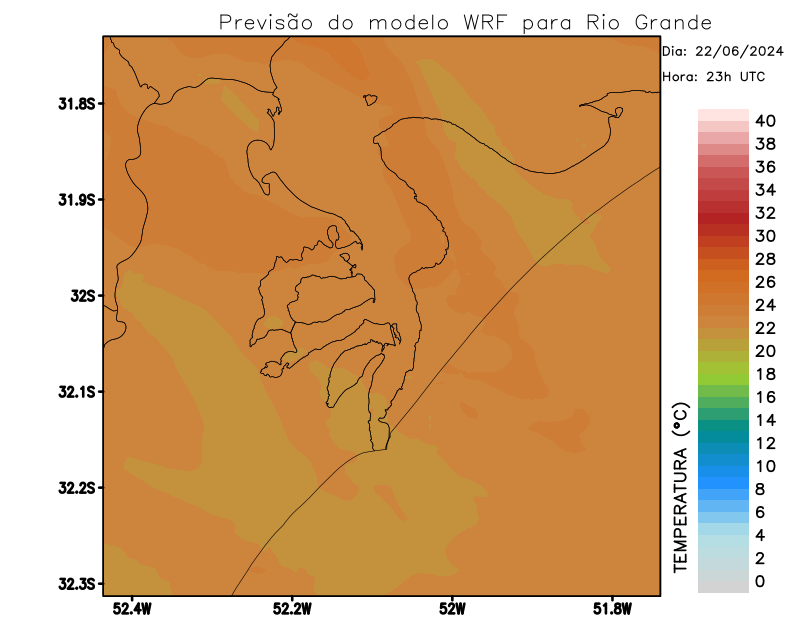 Previsão do modelo WRF para Rio Grande
Dia: 22/06/2024
Hora: 23h UTC
31.8S
31.9S
32S
32.1S
32.2S
32.3S
52.4W
52.2W
52W
51.8W
40
38
36
34
32
30
28
26
24
22
20
18
16
14
12
10
8
6
4
2
0
TEMPERATURA (°C)